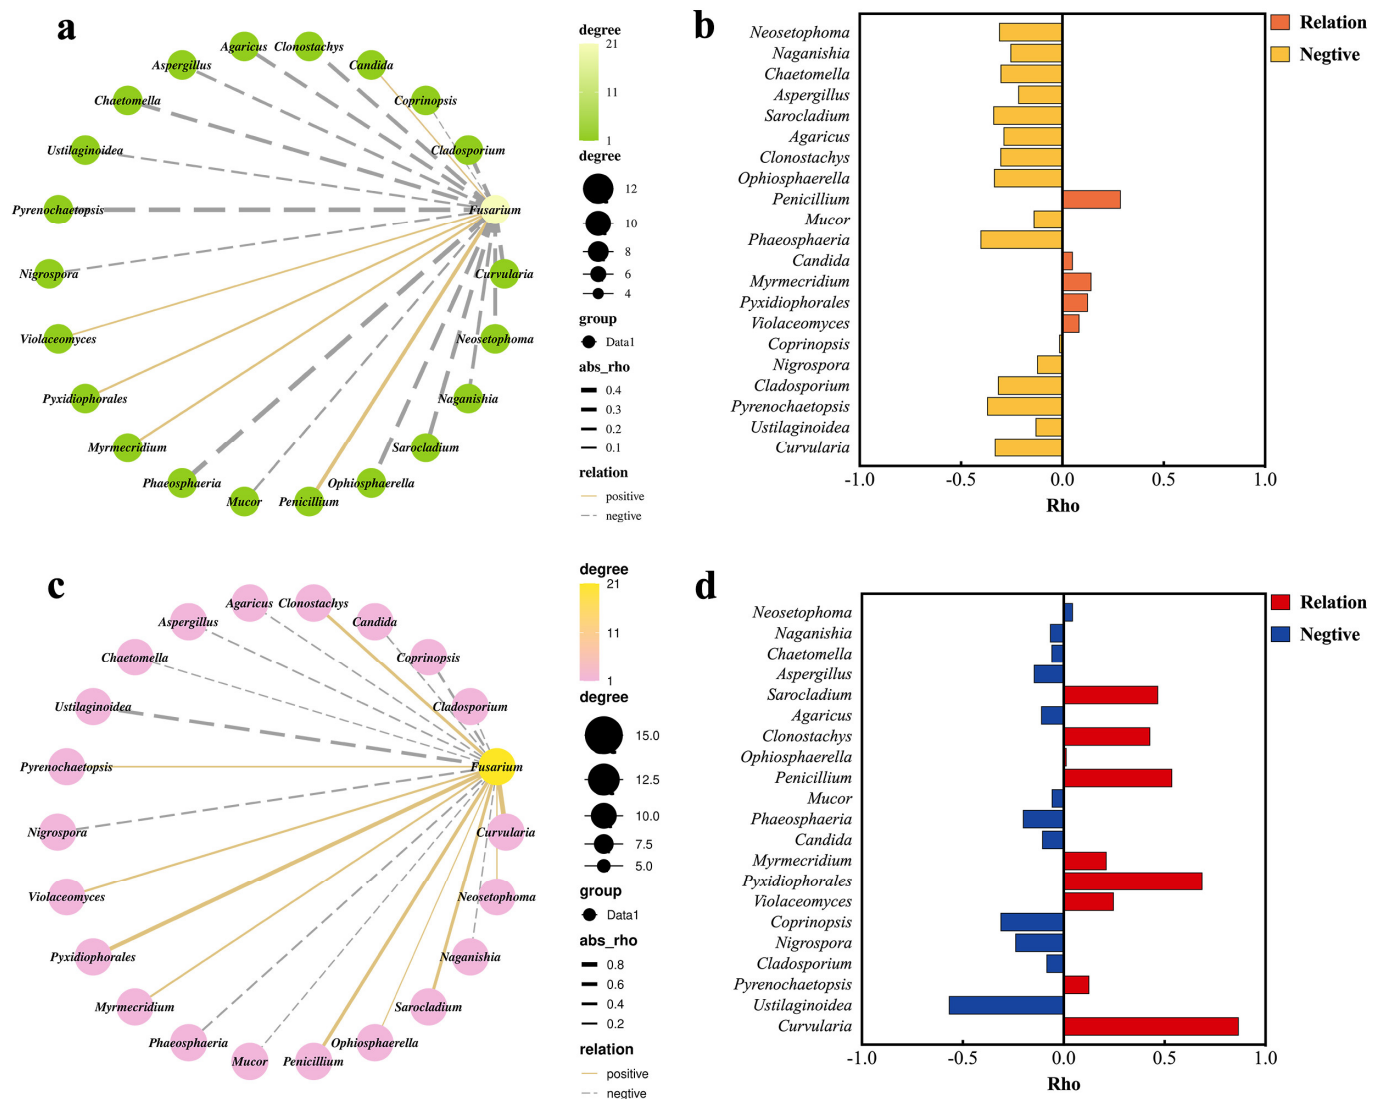 a
Agaricus
Clonostachys
Aspergillus
Candida
Chaetomella
Coprinopsis
Ustilaginoidea
Cladosporium
Pyrenochaetopsis
Fusarium
Nigrospora
Curvularia
Violaceomyces
Neosetophoma
Pyxidiophorales
Naganishia
Myrmecridium
Sarocladium
Phaeosphaeria
Ophiosphaerella
Mucor
Penicillium
degree
21
11
1
degree
12
10
8
6
4
group
Data1
abs_rho
0.4
0.3
0.2
0.1
relation
positive
negtive
b
Neosetophoma
Naganishia
Chaetomella
Aspergillus
Sarocladium
Agaricus
Clonostachys
Ophiosphaerella
Penicillium
Mucor
Phaeosphaeria
Candida
Myrmecridium
Pyxidiophorales
Violaceomyces
Coprinopsis
Nigrospora
Cladosporium
Pyrenochaetopsis
Ustilaginoidea
Curvularia
-1.0 -0.5 0.0 0.5 1.0
Rho
Relation
Negtive
c
Agaricus
Clonostachys
Aspergillus
Candida
Chaetomella
Coprinopsis
Ustilaginoidea
Cladosporium
Pyrenochaetopsis
Fusarium
Nigrospora
Curvularia
Violaceomyces
Neosetophoma
Pyxidiophorales
Naganishia
Myrmecridium
Sarocladium
Phaeosphaeria
Ophiosphaerella
Mucor
Penicillium
degree
21
11
1
degree
15.0
12.5
10.0
7.5
5.0
group
Data1
abs_rho
0.8
0.6
0.4
0.2
relation
positive
negtive
d
Neosetophoma
Naganishia
Chaetomella
Aspergillus
Sarocladium
Agaricus
Clonostachys
Ophiosphaerella
Penicillium
Mucor
Phaeosphaeria
Candida
Myrmecridium
Pyxidiophorales
Violaceomyces
Coprinopsis
Nigrospora
Cladosporium
Pyrenochaetopsis
Ustilaginoidea
Curvularia
-1.0 -0.5 0.0 0.5 1.0
Rho
Relation
Negtive